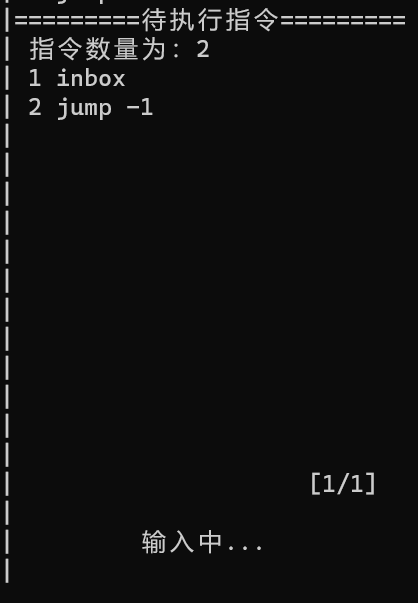 =========待执行指令=========
指令数量为：2
1 inbox
2 jump -1
[1/1]
输入中...